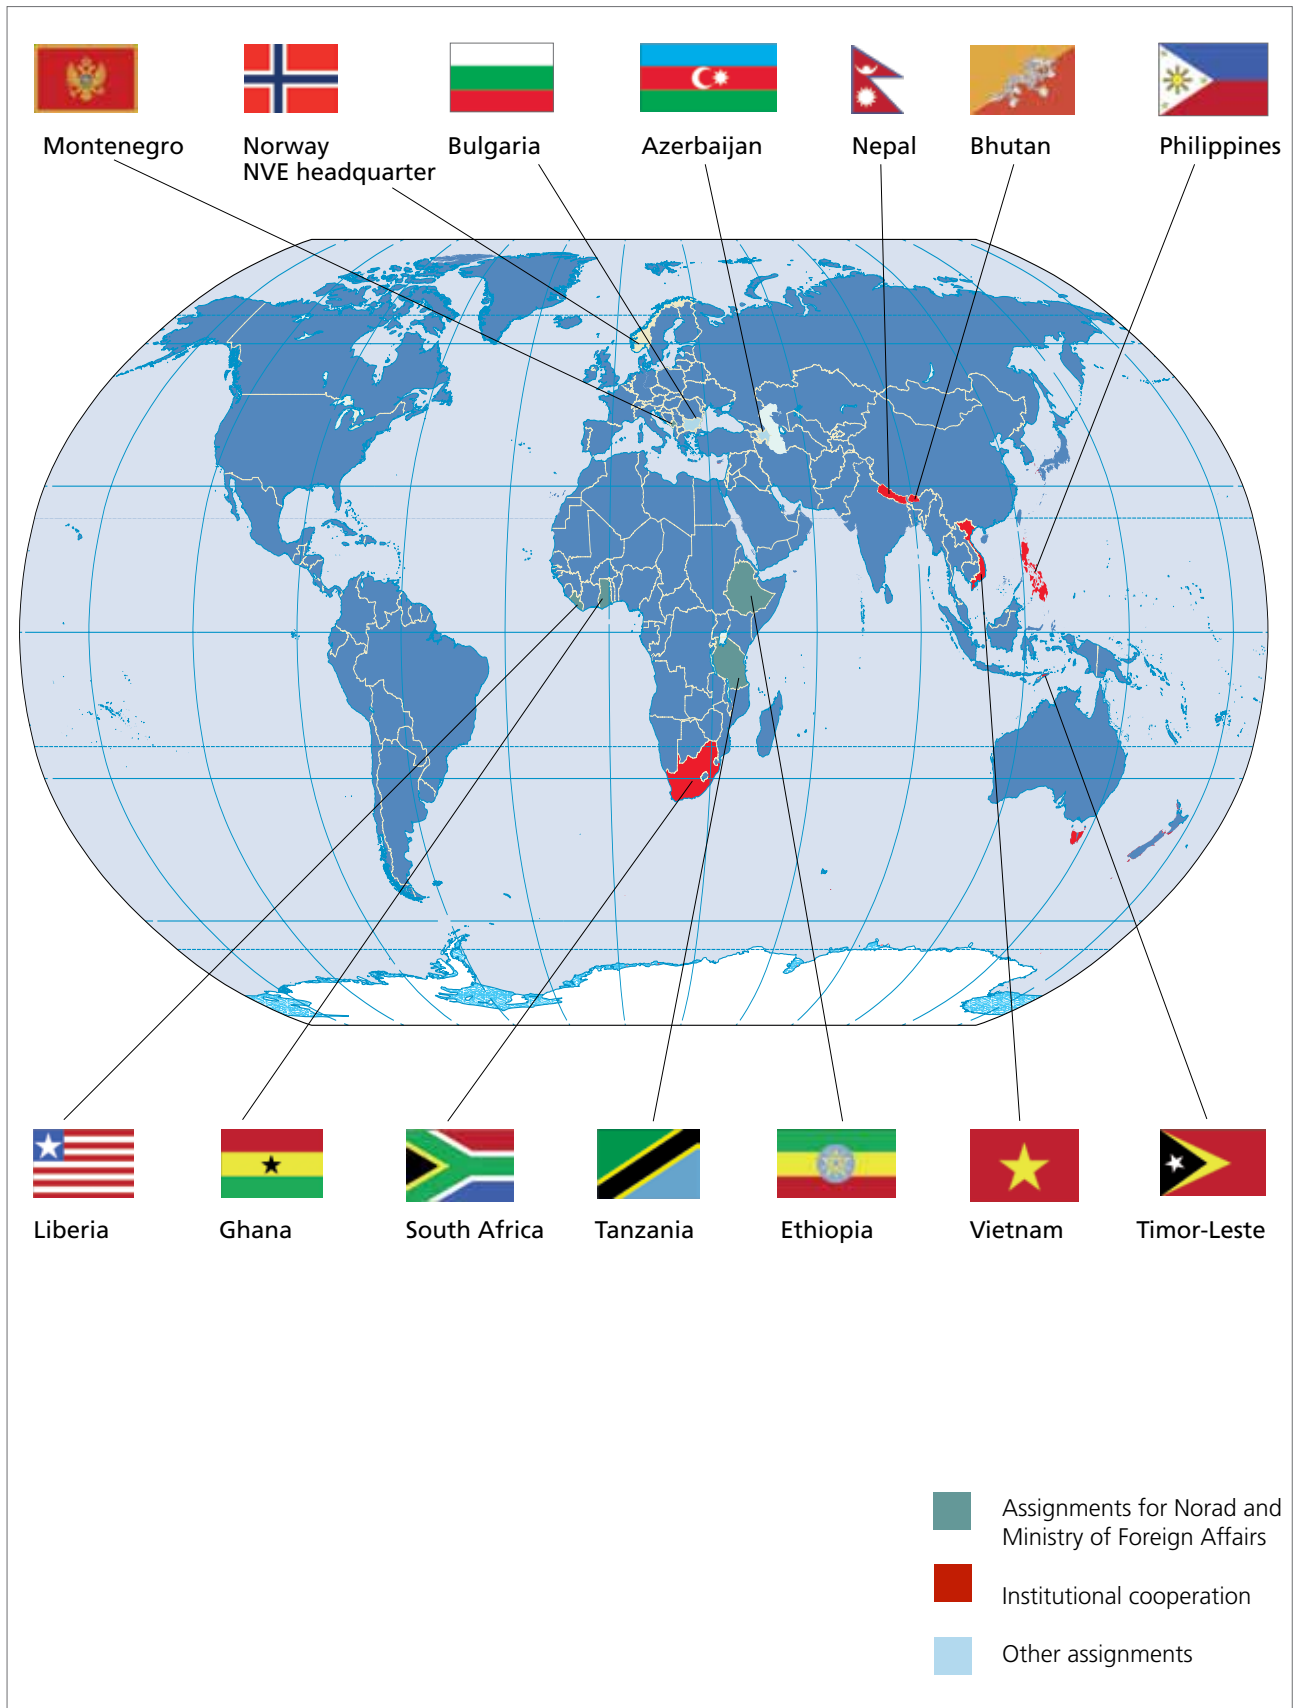 Montenegro
Norway
NVE headquarter
Bulgaria
Azerbaijan
Nepal
Bhutan
Philippines
Liberia
Ghana
South Africa
Tanzania
Ethiopia
Vietnam
Timor-Leste
Assignments for Norad and
Ministry of Foreign Affairs
Institutional cooperation
Other assignments